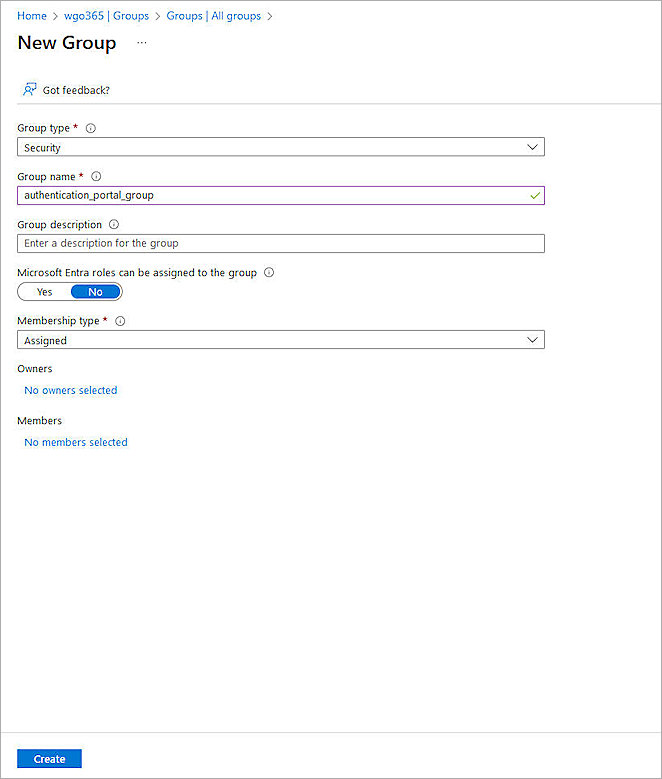 Home > wgo365 | Groups > Groups | All groups >
New Group ...
Got feedback?
Group type *
Security
Group name *
authentication_portal_group
Group description
Enter a description for the group
Microsoft Entra roles can be assigned to the group
Yes No
Membership type *
Assigned
Owners
No owners selected
Members
No members selected
Create